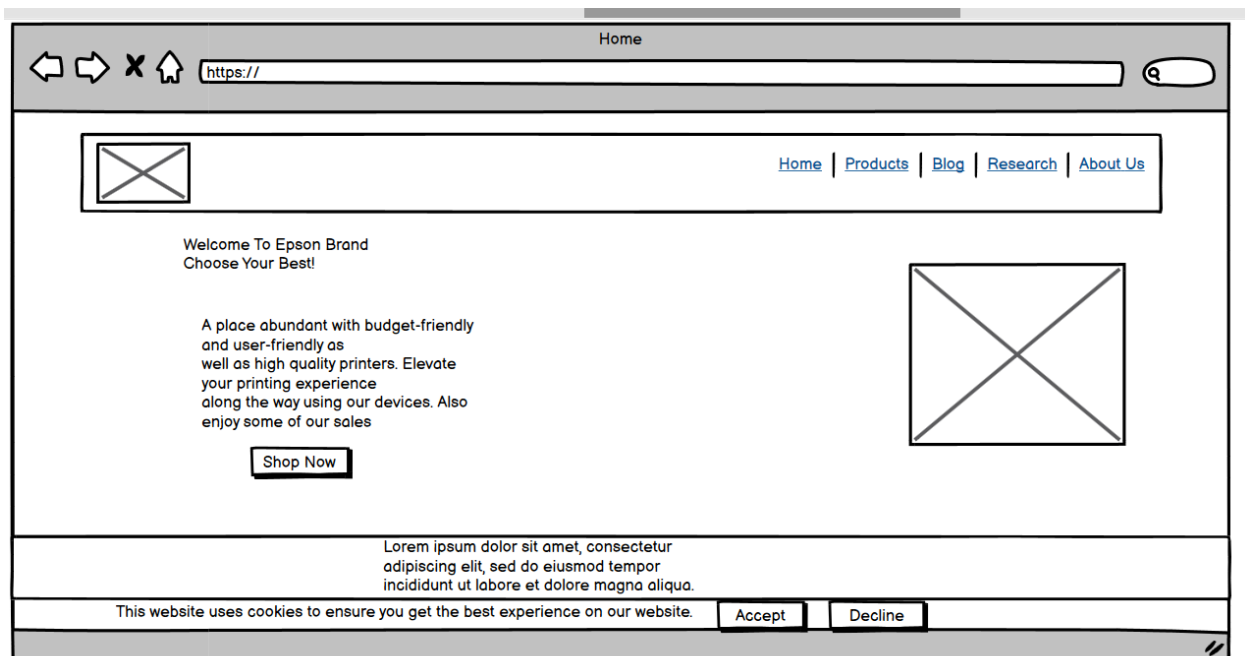 Home
https://
Home | Products | Blog | Research | About Us
Welcome To Epson Brand
Choose Your Best!
A place abundant with budget-friendly
and user-friendly as
well as high quality printers. Elevate
your printing experience
along the way using our devices. Also
enjoy some of our sales
Shop Now
Lorem ipsum dolor sit amet, consectetur
adipiscing elit, sed do eiusmod tempor
incididunt ut labore et dolore magna aliqua.
This website uses cookies to ensure you get the best experience on our website. Accept Decline